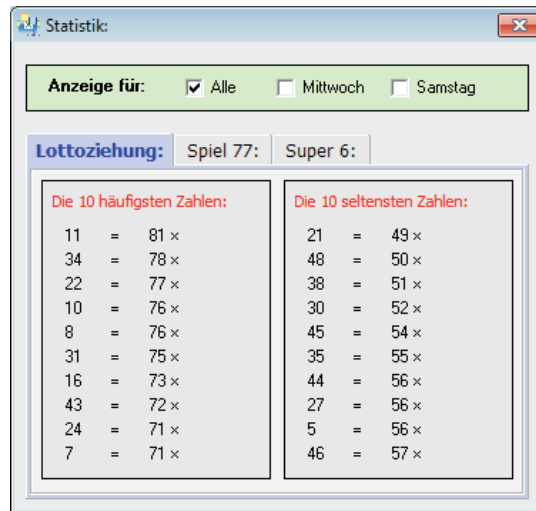 Statistik:
Anzeige für: Alle Mittwoch Samstag
Lottoziehung: Spiel 77: Super 6:
Die 10 häufigsten Zahlen:
11 = 81 ×
34 = 78 ×
22 = 77 ×
10 = 76 ×
8 = 76 ×
31 = 75 ×
16 = 73 ×
43 = 72 ×
24 = 71 ×
7 = 71 ×
Die 10 seltensten Zahlen:
21 = 49 ×
48 = 50 ×
38 = 51 ×
30 = 52 ×
45 = 54 ×
35 = 55 ×
44 = 56 ×
27 = 56 ×
5 = 56 ×
46 = 57 ×